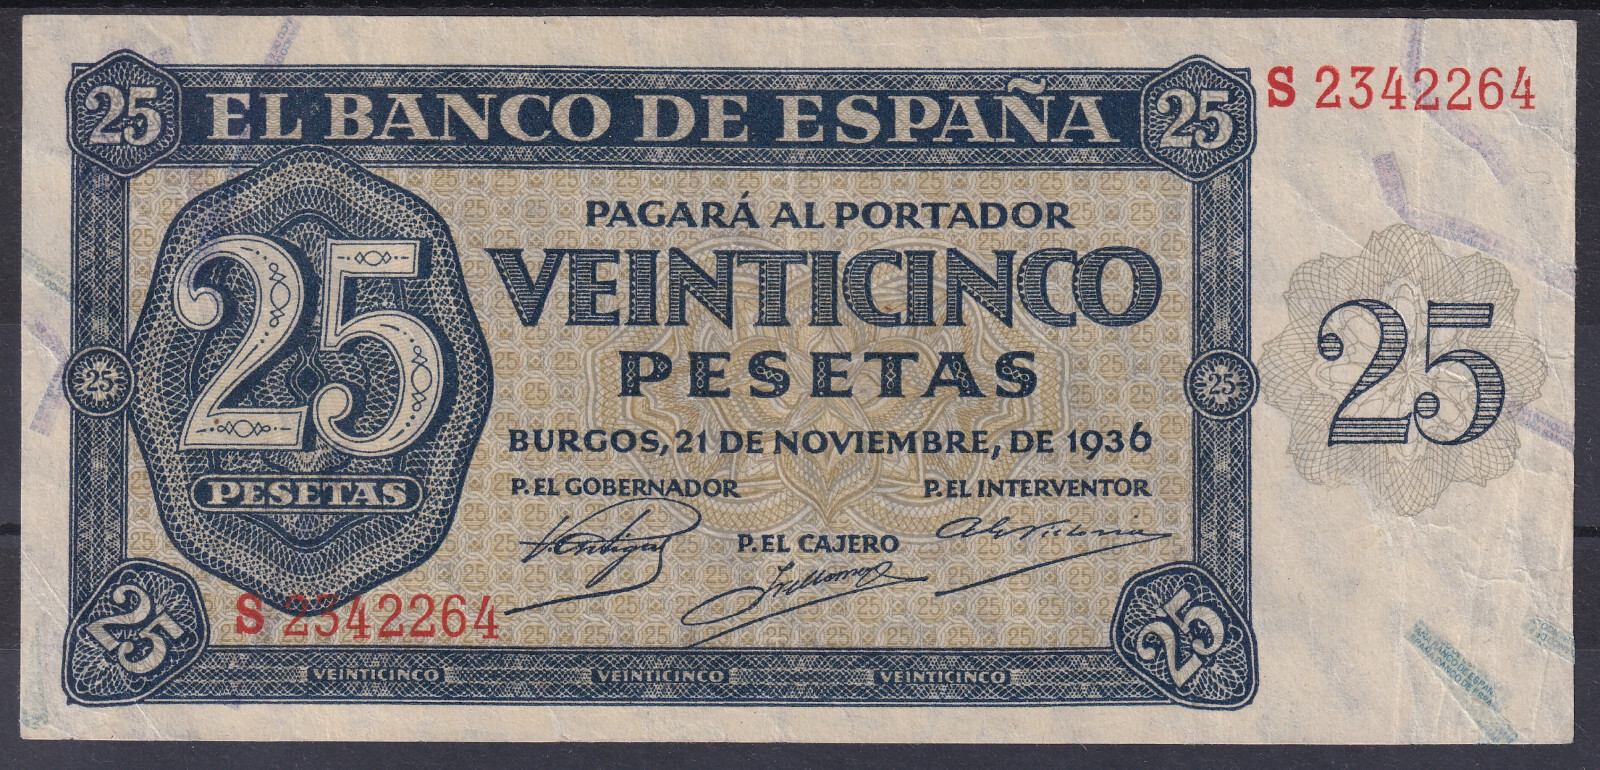 25 EL BANCO DE ESPAÑA 25
S 2342264
PAGARÁ AL PORTADOR
VEINTICINCO
PESETAS
25
PESETAS
25
25
25
BURGOS, 21 DE NOVIEMBRE, DE 1936
P. EL GOBERNADOR P. EL INTERVENTOR
P. EL CAJERO
S 2342264
25
25
VEINTICINCO VEINTICINCO VEINTICINCO